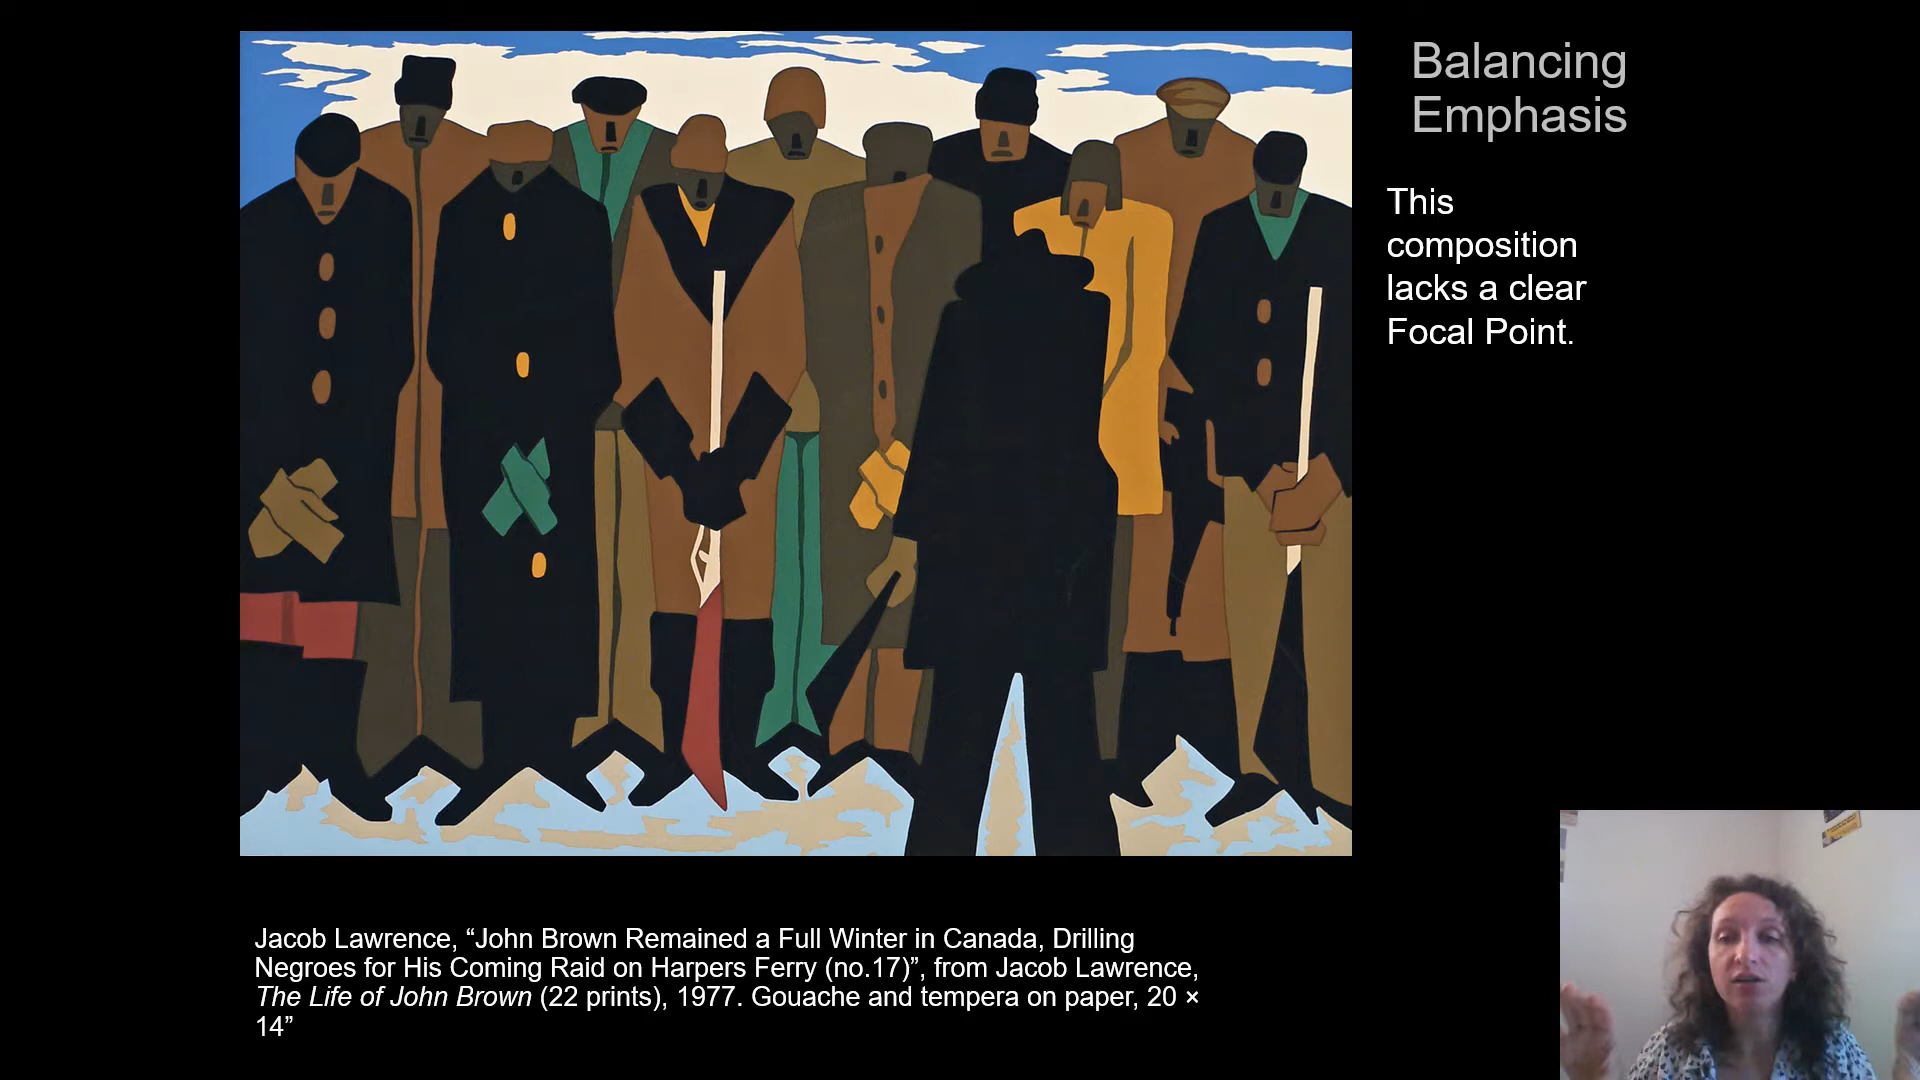 Balancing
Emphasis
This
composition
lacks a clear
Focal Point.
Jacob Lawrence, “John Brown Remained a Full Winter in Canada, Drilling
Negroes for His Coming Raid on Harpers Ferry (no.17)”, from Jacob Lawrence,
The Life of John Brown (22 prints), 1977. Gouache and tempera on paper, 20 ×
14”